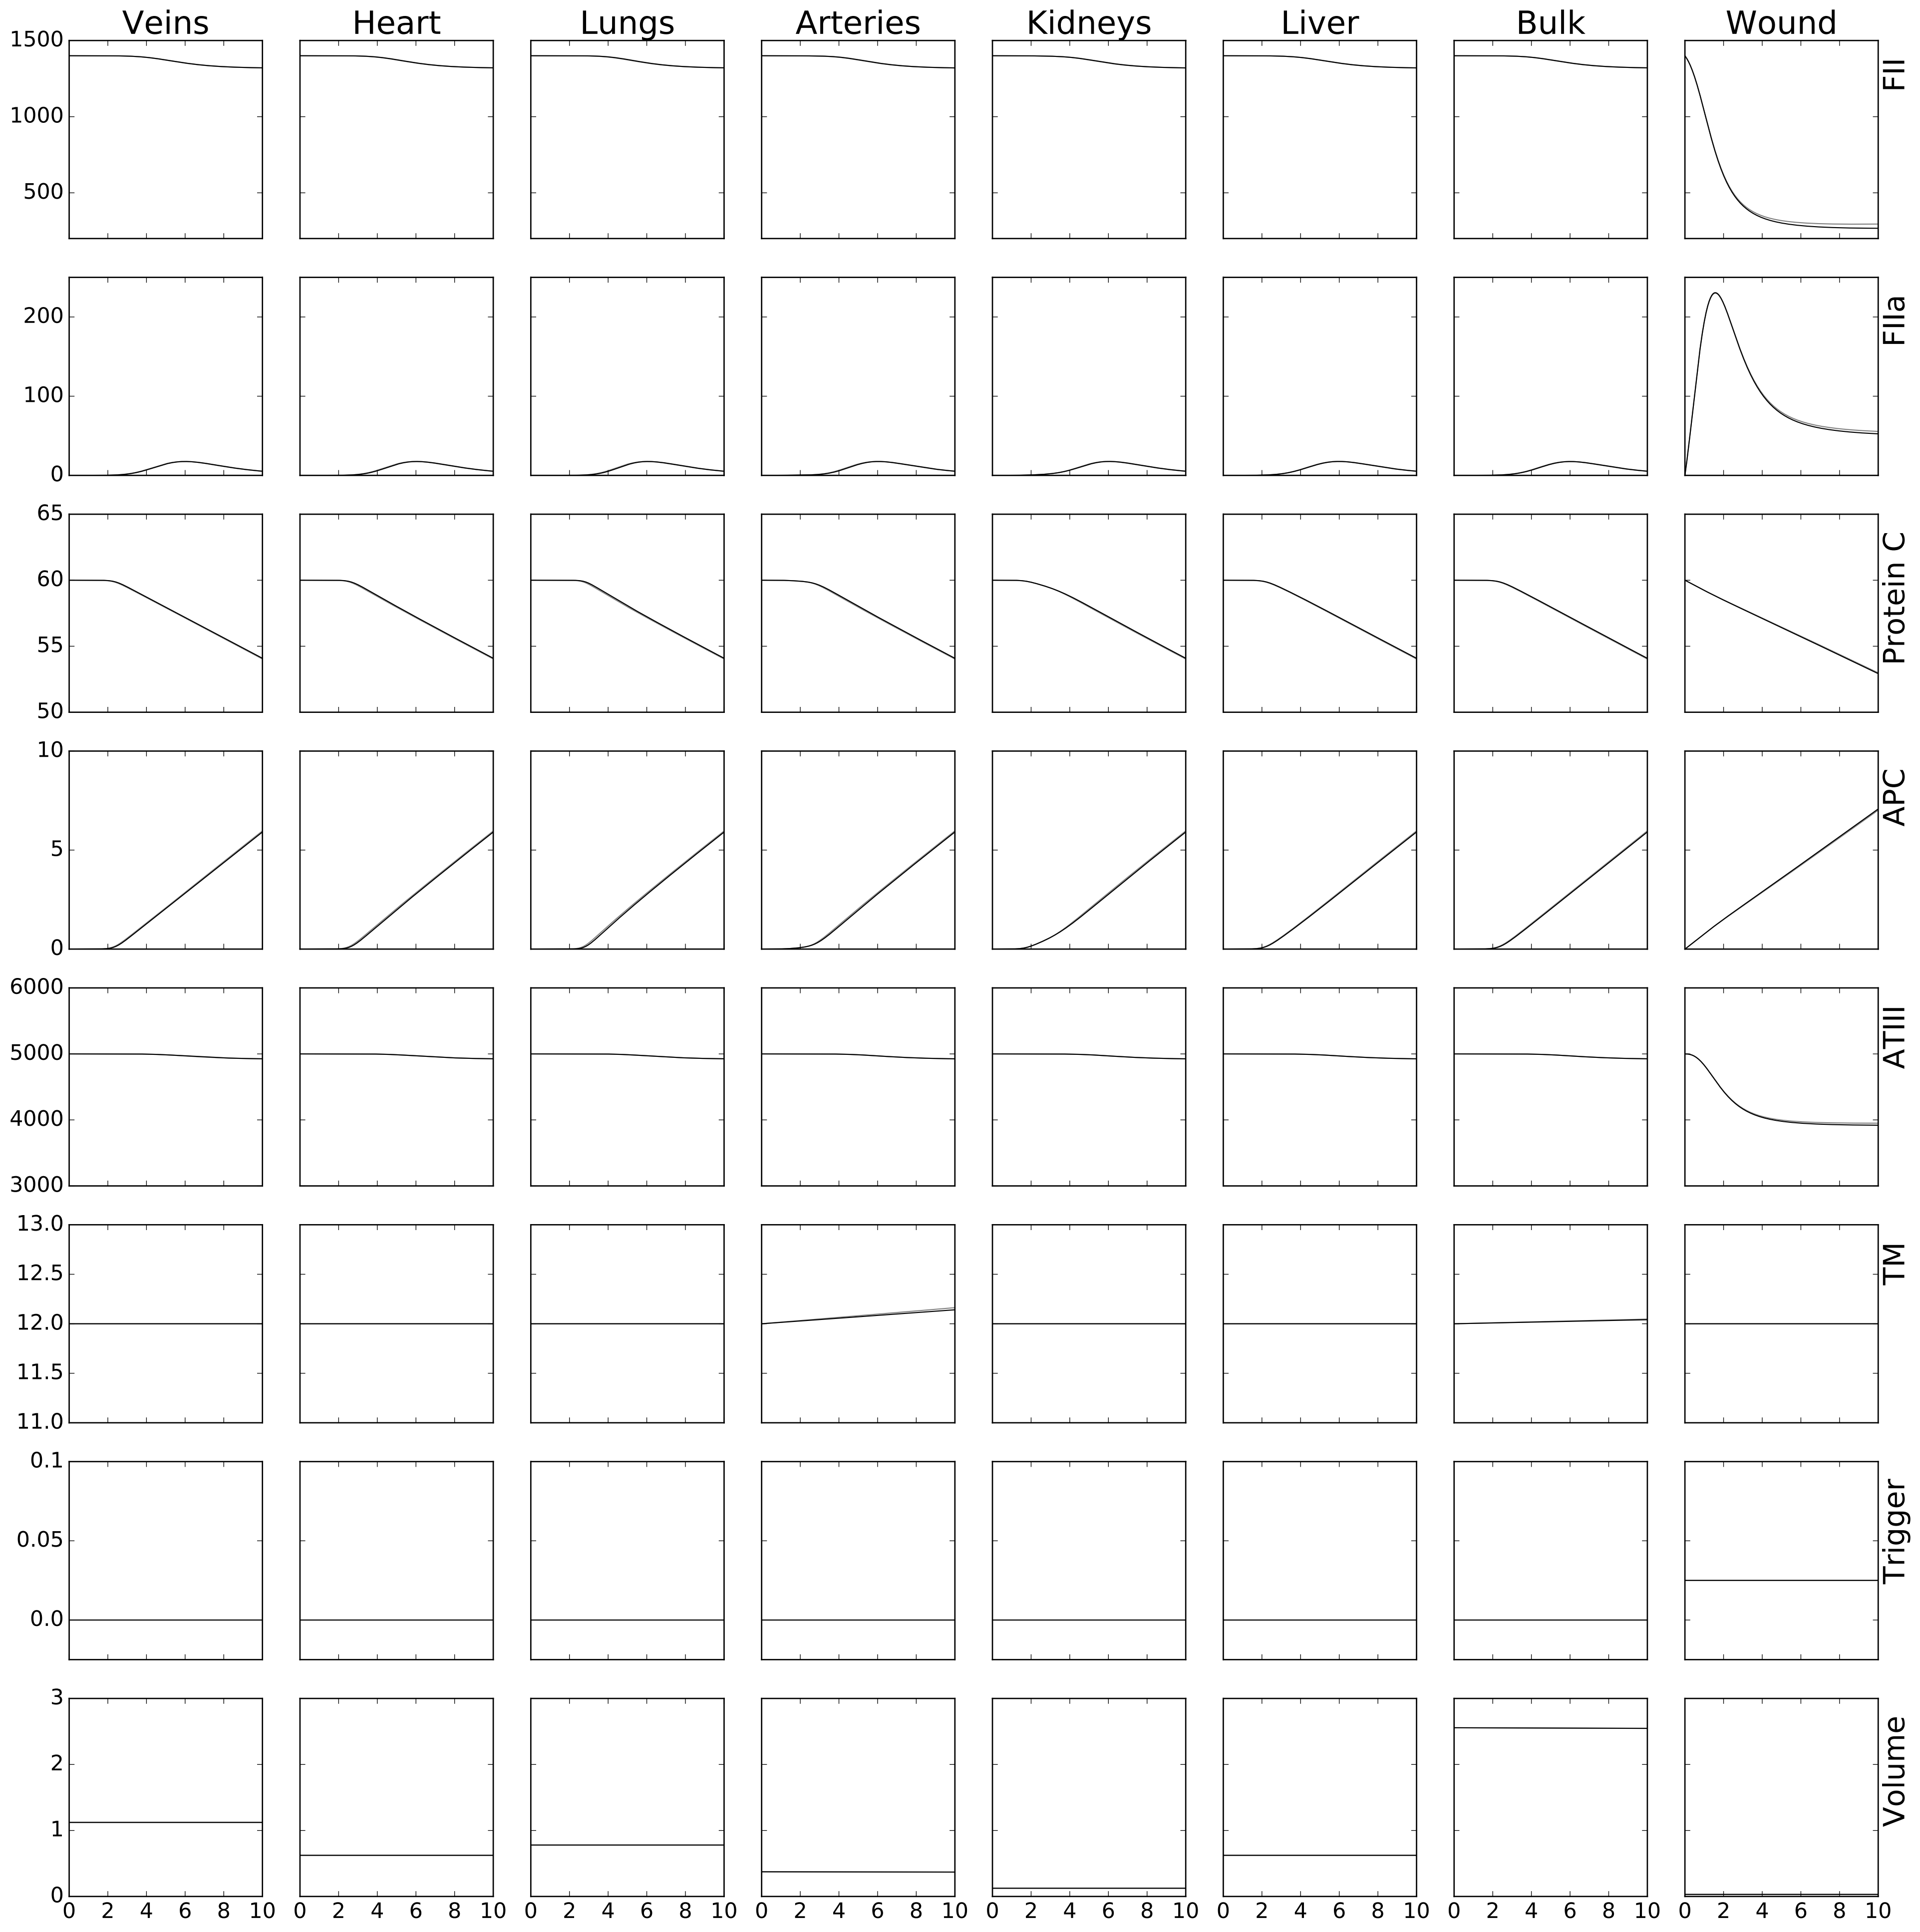 Veins Heart Lungs Arteries Kidneys Liver Bulk Wound
1500
1000
500
FII
200
100
0
FIIa
65
60
55
50
Protein C
10
5
0
APC
6000
5000
4000
3000
ATIII
13.0
12.5
12.0
11.5
11.0
TM
0.1
0.05
0.0
Trigger
3
2
1
0
Volume
0 2 4 6 8 10 0 2 4 6 8 10 0 2 4 6 8 10 0 2 4 6 8 10 0 2 4 6 8 10 0 2 4 6 8 10 0 2 4 6 8 10 0 2 4 6 8 10